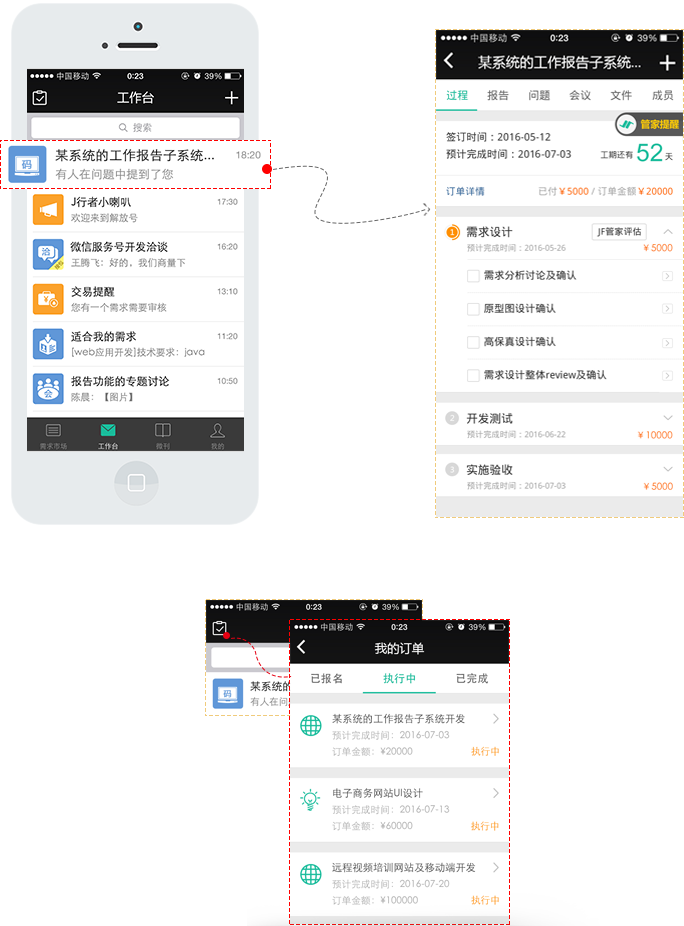 中国移动 0:23 39%
工作台
搜索
某系统的工作报告子系统... 18:20
有人在问题中提到了您
J行者小喇叭 17:30
欢迎来到解放号
微信服务号开发洽谈 16:20
王腾飞：好的，我们商量下
交易提醒 13:10
您有一个需求需要审核
适合我的需求 11:20
[web应用开发]技术要求：java
报告功能的专题讨论 10:50
陈晨：【图片】
需求市场 工作台 接刊 我的
码
洽
会
中国移动 0:23 39%
某系统的工作报告子系统...
过程 报告 问题 会议 文件 成员
管家提醒
签订时间：2016-05-12
预计完成时间：2016-07-03 工期还有 52 天
订单详情 已付 ¥5000 / 订单金额 ¥20000
1 需求设计 JF管家评估
预计完成时间：2016-05-26 ¥5000
需求分析讨论及确认
原型图设计确认
高保真设计确认
需求设计整体review及确认
2 开发测试
预计完成时间：2016-06-22 ¥10000
3 实施验收
预计完成时间：2016-07-03 ¥5000
中国移动 0:23 39%
码
某系统的
有人在问
中国移动 0:23 39%
我的订单
已报名 执行中 已完成
某系统的工作报告子系统开发
预计完成时间：2016-07-03
订单金额：¥20000 执行中
电子商务网站UI设计
预计完成时间：2016-07-13
订单金额：¥60000 执行中
远程视频培训网站及移动端开发
预计完成时间：2016-07-20
订单金额：¥100000 执行中